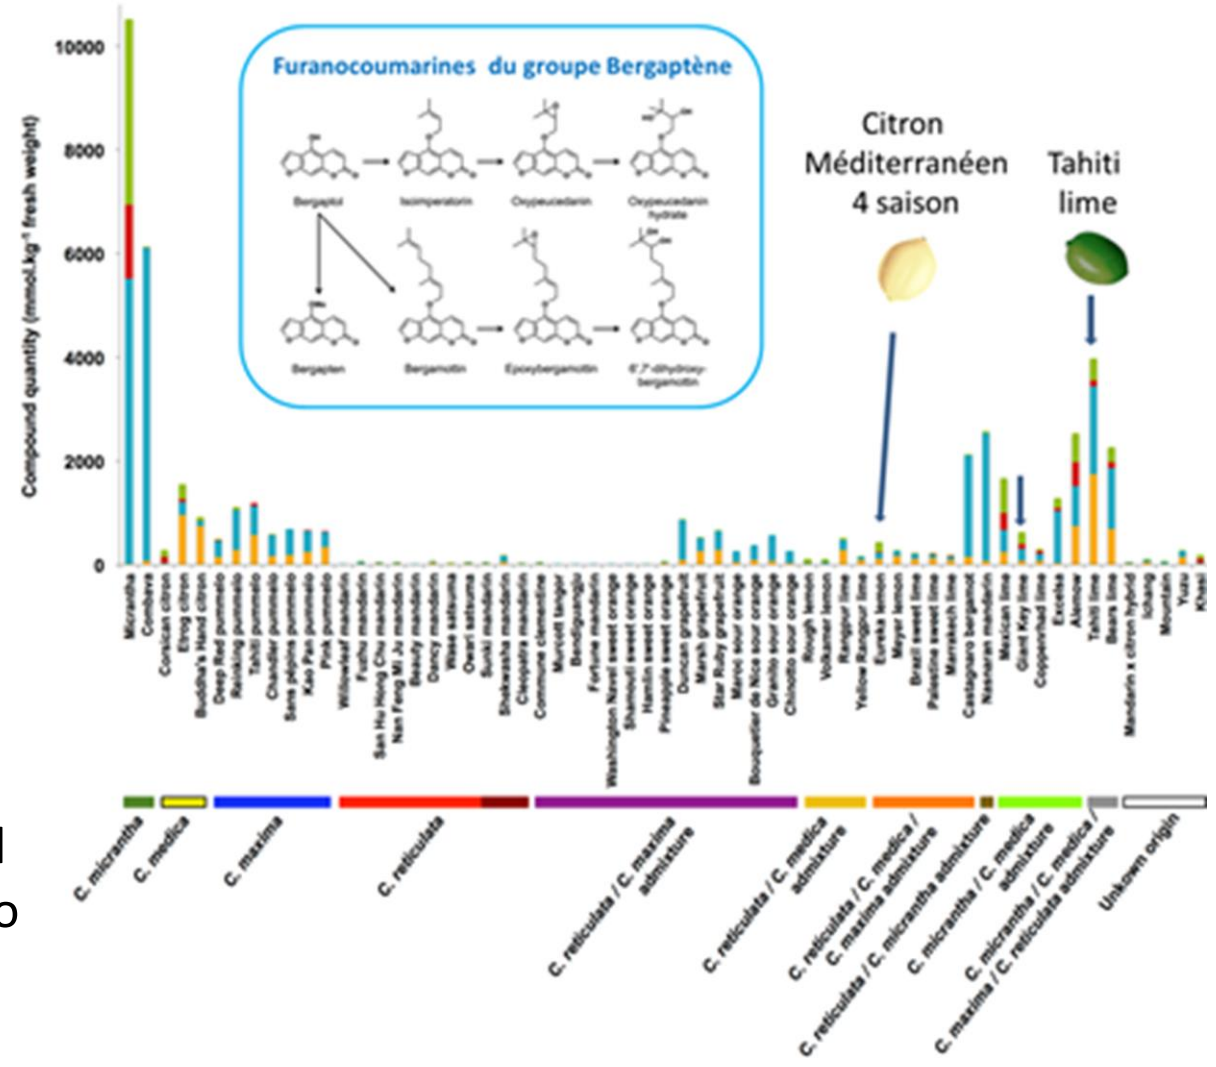 Compound quantity (mmol.kg-1 fresh weight)
10000
8000
6000
4000
2000
0
Furanocoumarines du groupe Bergaptène
Bergaptol
Isoimperatorin
Oxypeucedanin
Oxypeucedanin
hydrate
Bergapten
Bergamottin
Epoxybergamottin
6',7'-dihydroxy-
bergamottin
Citron
Méditerranéen
4 saison
Tahiti
lime
Micrantha
Combava
Corsican citron
Etrog citron
Buddha's Hand citron
Deep Red pummelo
Reinking pummelo
Tahiti pummelo
Chandler pummelo
Sans pépins pummelo
Kao Pan pummelo
Pink pummelo
Willowleaf mandarin
Fuzhu mandarin
San Hu Hong Chu mandarin
Nan Feng Mi Ju mandarin
Beauty mandarin
Dancy mandarin
Wase satsuma
Owari satsuma
Sunki mandarin
Shekwasha mandarin
Cleopatra mandarin
Commune clementine
Murcott tangor
Bendiguangju
Fortune mandarin
Washington Navel sweet orange
Shamouti sweet orange
Hamlin sweet orange
Pineapple sweet orange
Duncan grapefruit
Marsh grapefruit
Star Ruby grapefruit
Maroc sour orange
Bouquetier de Nice sour orange
Granito sour orange
Chinotto sour orange
Rough lemon
Volkamer lemon
Rangpur lime
Yellow Rangpur lime
Eureka lemon
Meyer lemon
Brazil sweet lime
Palestine sweet lime
Marrakech lime
Castagnaro bergamot
Nasnaran mandarin
Mexican lime
Giant Key lime
Coppenrhad lime
Excelsa
Alemow
Tahiti lime
Bears lime
Mandarin x citron hybrid
Ichang
Mountain
Yuzu
Khasi
C. micrantha
C. medica
C. maxima
C. reticulata
C. reticulata / C. maxima
admixture
C. reticulata / C. medica
admixture
C. reticulata / C. medica /
C. maxima admixture
C. reticulata / C. micrantha admixture
C. micrantha / C. medica
admixture
C. micrantha / C. medica /
C. maxima / C. reticulata admixture
Unkown origin